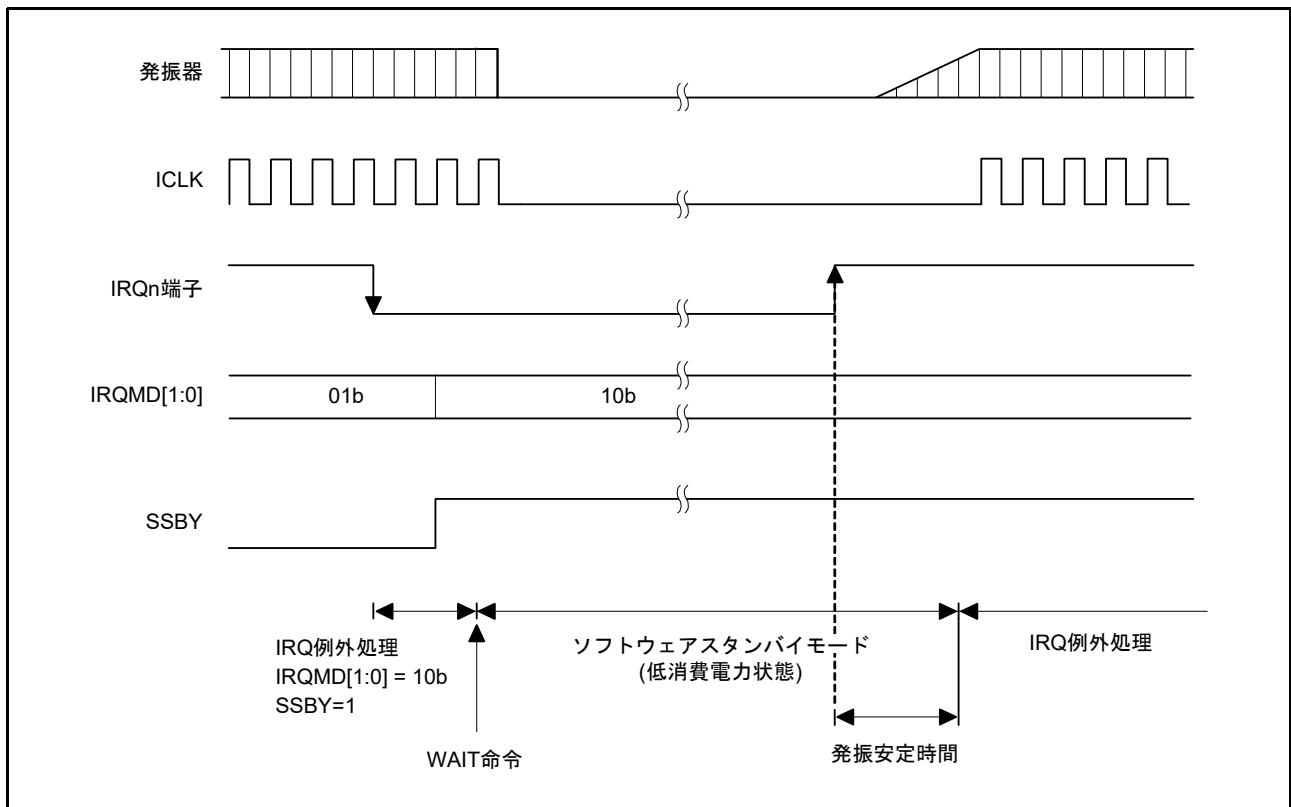 発振器
ICLK
IRQn端子
IRQMD[1:0]
01b
10b
SSBY
IRQ例外処理
IRQMD[1:0] = 10b
SSBY=1
ソフトウェアスタンバイモード
(低消費電力状態)
IRQ例外処理
WAIT命令
発振安定時間